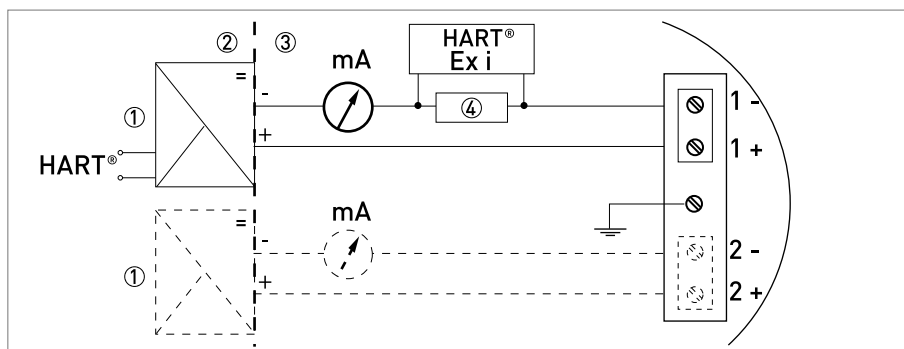 ② ③
HART®
Ex i
mA
=
-
1 -
①
④
+
1 +
HART®
mA
=
-
2 -
①
+
2 +